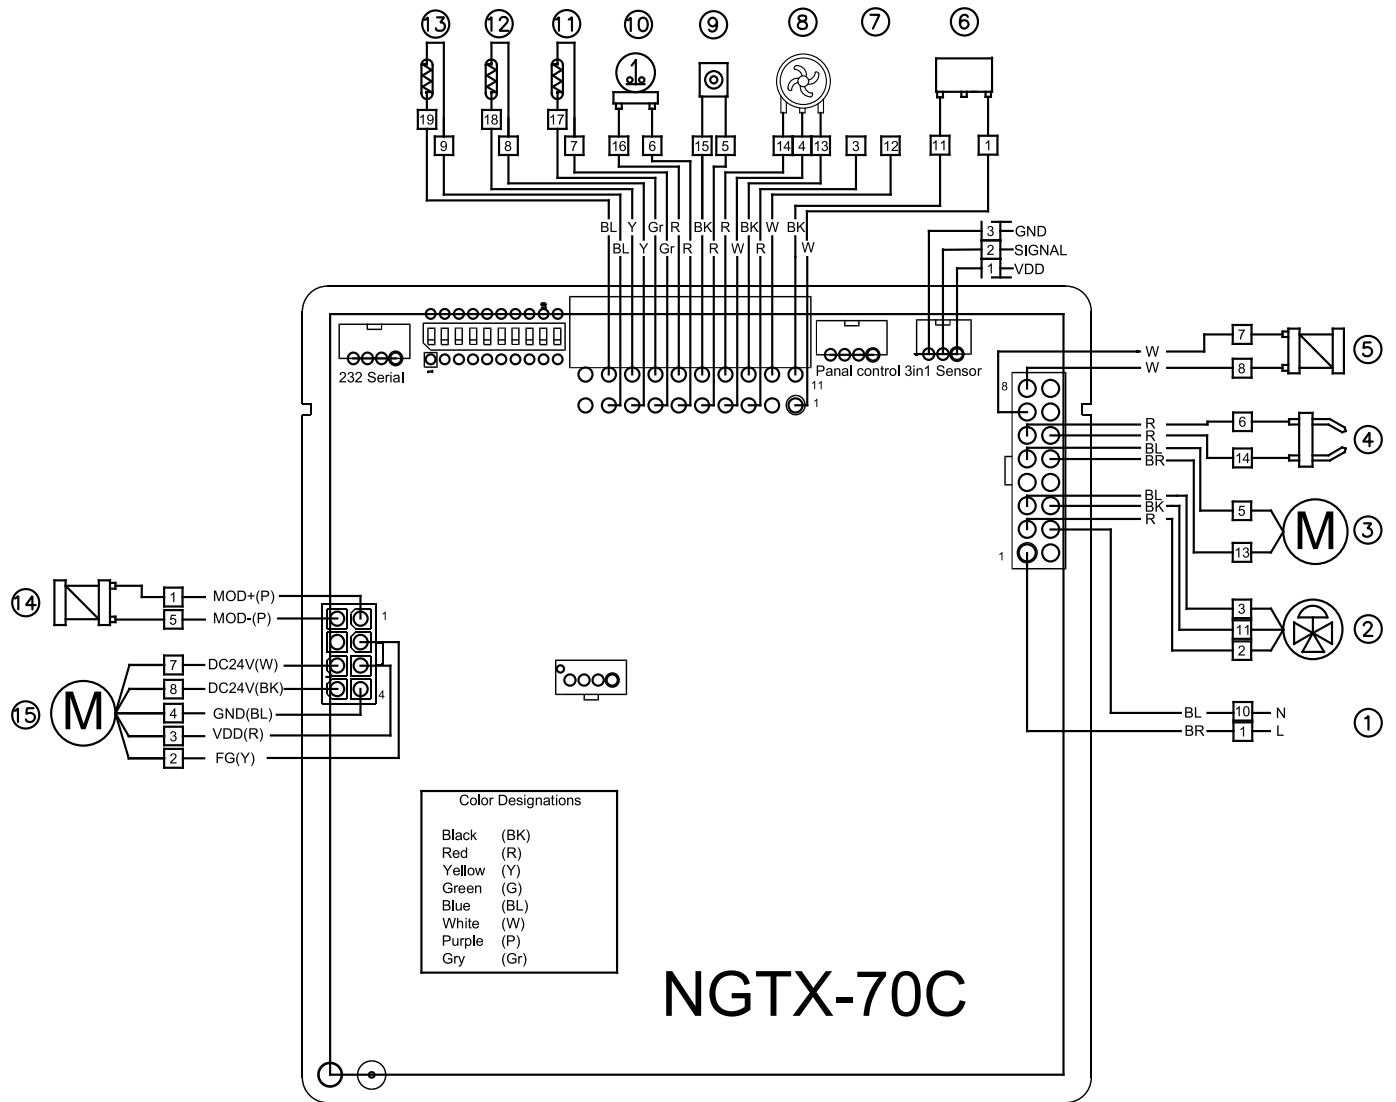 13 12 11 10 9 8 7 6
1
19 18 17
9 8 7 16 6 15 5 14 4 13 3 12 11 1
BL Y Gr R BK R BK W BK
BL Y Gr R R W R W
3 GND
2 SIGNAL
1 VDD
232 Serial
Panal control 3in1 Sensor
11
1
8
1
W 7
W 8
5
R 6
R 14
4
BL 5
BR 13
M 3
BL 3
BK 11
R 2
2
BL 10 N
BR 1 L
1
14
1 MOD+(P)
5 MOD-(P)
1
4
15
M
7 DC24V(W)
8 DC24V(BK)
4 GND(BL)
3 VDD(R)
2 FG(Y)
Color Designations
Black (BK)
Red (R)
Yellow (Y)
Green (G)
Blue (BL)
White (W)
Purple (P)
Gry (Gr)
NGTX-70C